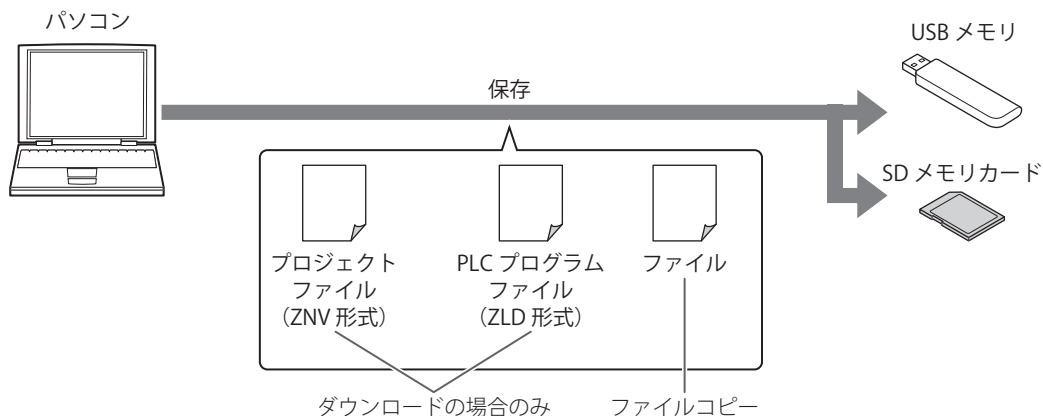 パソコン
USB メモリ
保存
SD メモリカード
プロジェクト
ファイル
（ZNV 形式）
PLC プログラム
ファイル
（ZLD 形式）
ファイル
ダウンロードの場合のみ
ファイルコピー